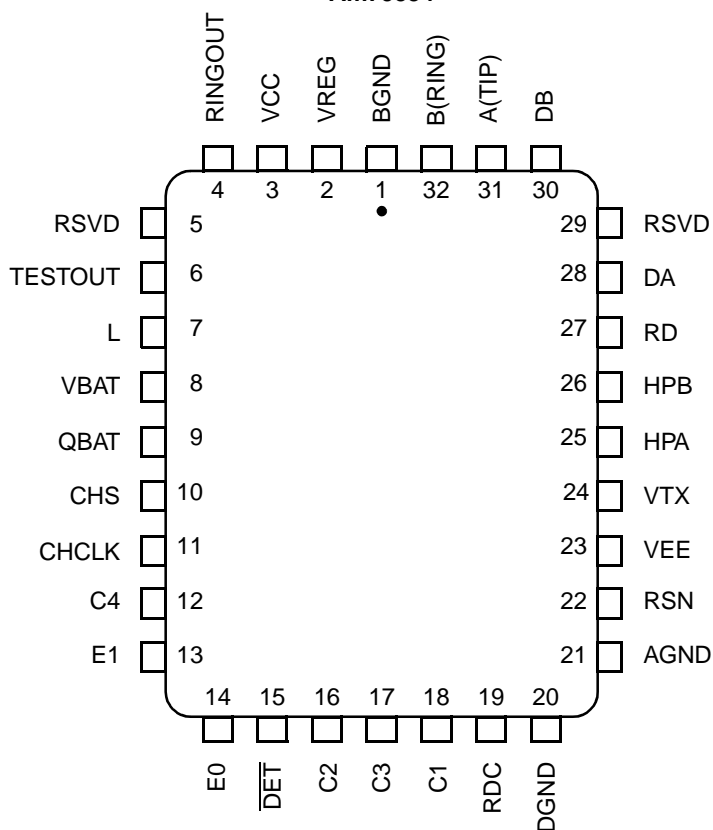 RINGOUT
VCC
VREG
BGND
B(RING)
A(TIP)
DB
4 3 2 1 32 31 30
RSVD 5 29 RSVD
TESTOUT 6 28 DA
L 7 27 RD
VBAT 8 26 HPB
QBAT 9 25 HPA
CHS 10 24 VTX
CHCLK 11 23 VEE
C4 12 22 RSN
E1 13 21 AGND
14 15 16 17 18 19 20
E0
DET
C2
C3
C1
RDC
DGND